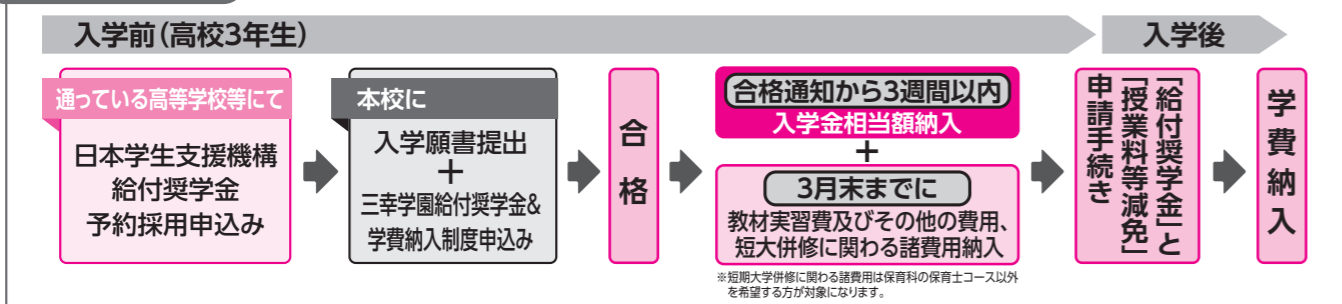 入学前（高校3年生）
入学後
通っている高等学校等にて
日本学生支援機構
給付奨学金
予約採用申込み
本校に
入学願書提出
＋
三幸学園給付奨学金&
学費納入制度申込み
合格
合格通知から3週間以内
入学金相当額納入
＋
3月末までに
教材実習費及びその他の費用、
短大併修に関わる諸費用納入
※短期大学併修に関わる諸費用は保育科の保育士コース以外
を希望する方が対象になります。
「給付奨学金」と
「授業料等減免」
申請手続き
学費納入